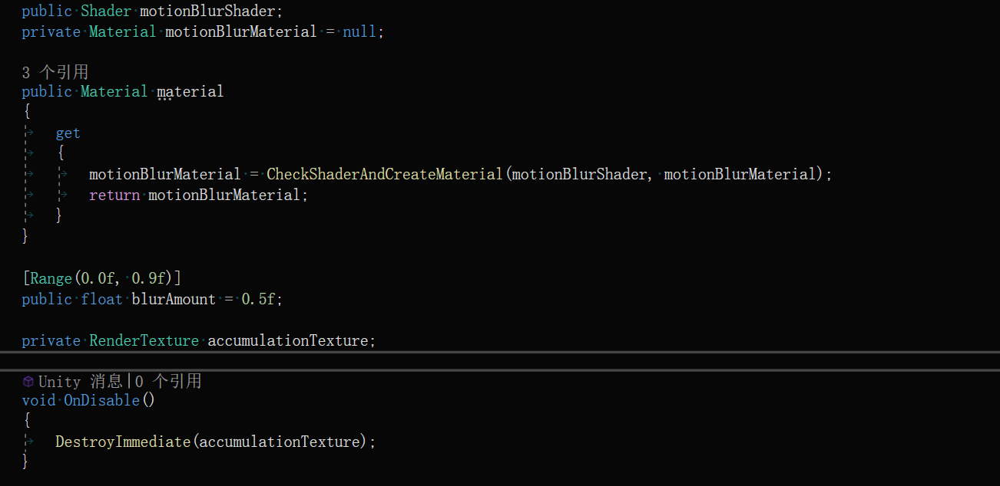 public Shader motionBlurShader;
private Material motionBlurMaterial = null;
3 个引用
public Material material
{
get
{
motionBlurMaterial = CheckShaderAndCreateMaterial(motionBlurShader, motionBlurMaterial);
return motionBlurMaterial;
}
}
[Range(0.0f, 0.9f)]
public float blurAmount = 0.5f;
private RenderTexture accumulationTexture;
Unity 消息|0 个引用
void OnDisable()
{
DestroyImmediate(accumulationTexture);
}